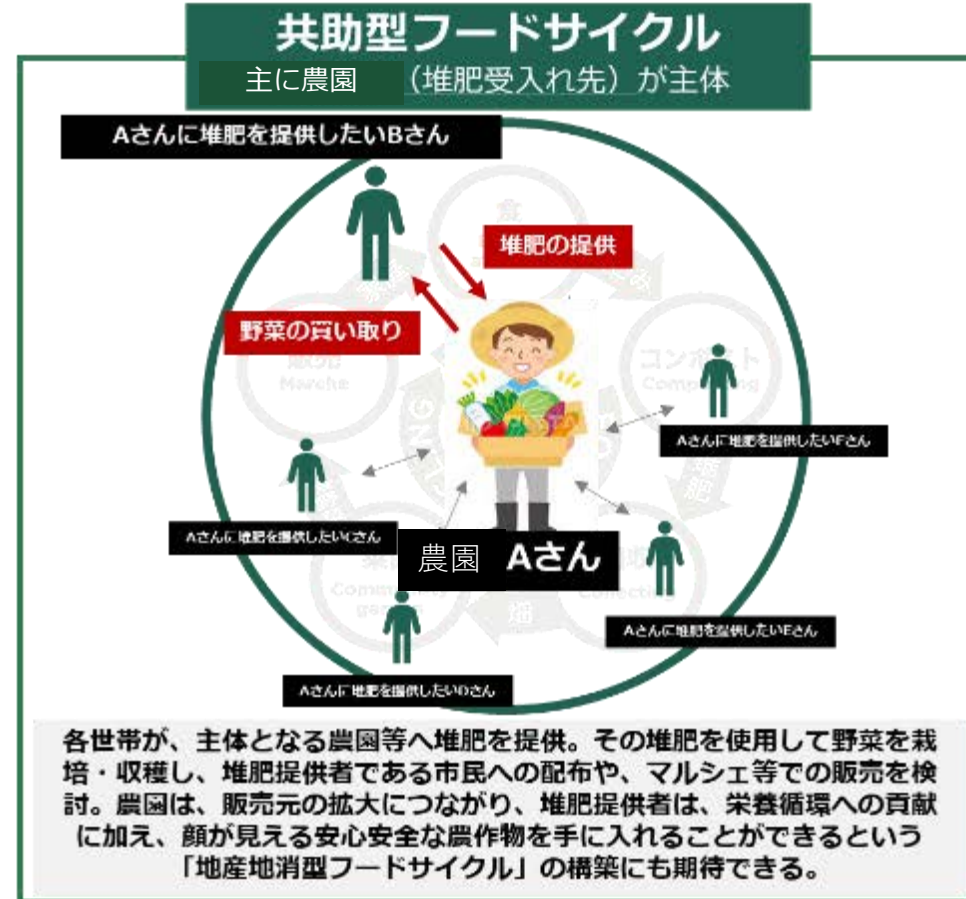 共助型フードサイクル
主に農園 （堆肥受入れ先）が主体
Aさんに堆肥を提供したいBさん
堆肥の提供
野菜の買い取り
販売
Marche
コンポスト
Composting
Aさんに堆肥を提供したいFさん
Aさんに堆肥を提供したいCさん
農園 Aさん
Community
garden
Collecting
Aさんに堆肥を提供したいEさん
Aさんに堆肥を提供したいDさん
各世帯が、主体となる農園等へ堆肥を提供。その堆肥を使用して野菜を栽
培・収穫し、堆肥提供者である市民への配布や、マルシェ等での販売を検
討。農園は、販売元の拡大につながり、堆肥提供者は、栄養循環への貢献
に加え、顔が見える安心安全な農作物を手に入れることができるという
「地産地消型フードサイクル」の構築にも期待できる。